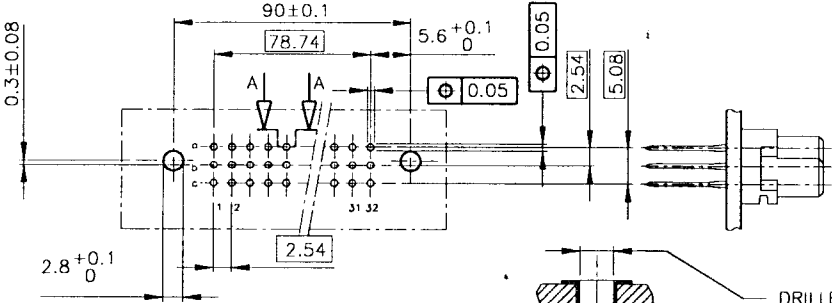 90±0.1
78.74
5.6 +0.1 0
0.05
0.3±0.08
A A
⌖ 0.05
2.54
5.08
a
b
c
1 2 31 32
2.54
2.8 +0.1 0
DRILLE